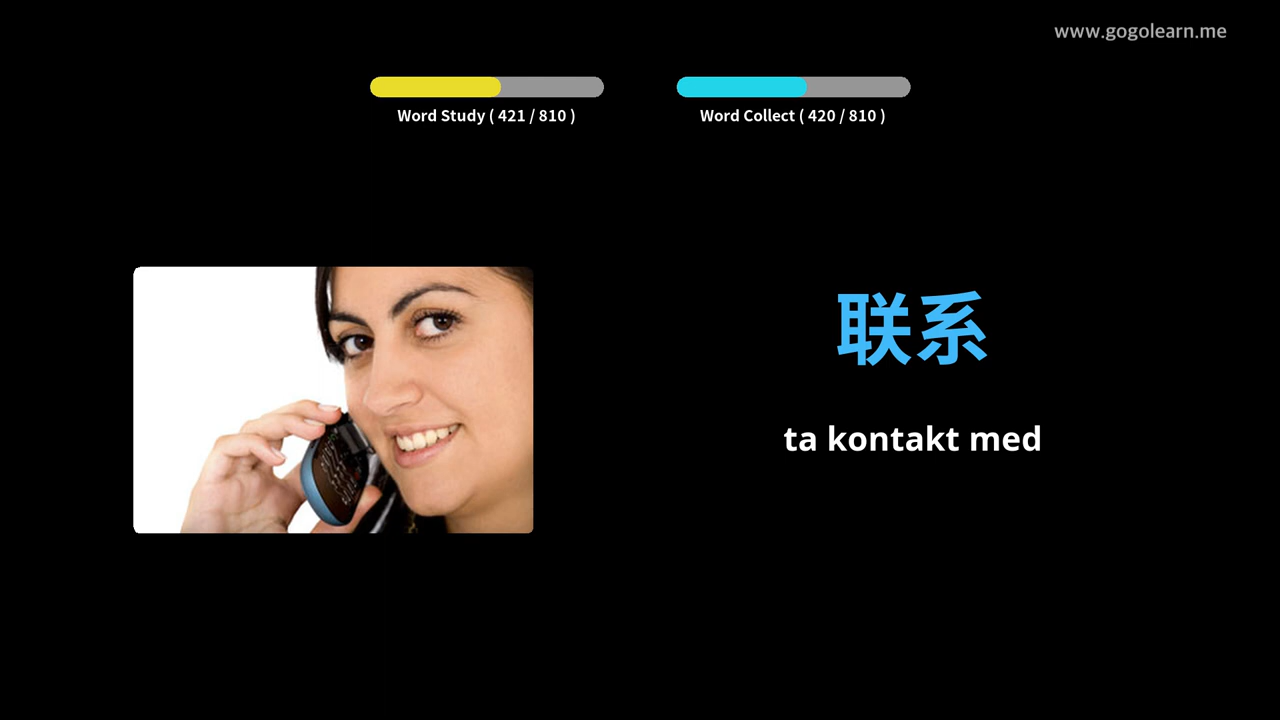 www.gogolearn.me
Word Study ( 421 / 810 )
Word Collect ( 420 / 810 )
联系
ta kontakt med